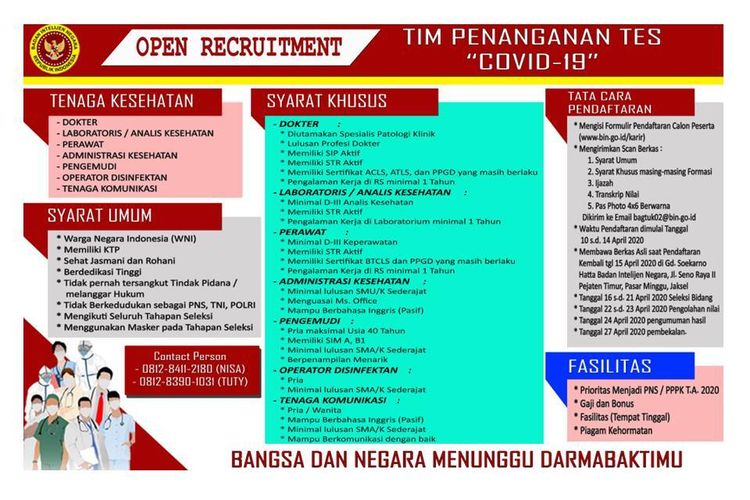 BADAN INTELIJEN NEGARA
REPUBLIK INDONESIA
OPEN RECRUITMENT
TIM PENANGANAN TES
"COVID-19"
TENAGA KESEHATAN
- DOKTER
- LABORATORIS / ANALIS KESEHATAN
- PERAWAT
- ADMINISTRASI KESEHATAN
- PENGEMUDI
- OPERATOR DISINFEKTAN
- TENAGA KOMUNIKASI
SYARAT UMUM
* Warga Negara Indonesia (WNI)
* Memiliki KTP
* Sehat Jasmani dan Rohani
* Berdedikasi Tinggi
* Tidak pernah tersangkut Tindak Pidana /
melanggar Hukum
* Tidak Berkedudukan sebagai PNS, TNI, POLRI
* Mengikuti Seluruh Tahapan Seleksi
* Menggunakan Masker pada Tahapan Seleksi
Contact Person
- 0812-8411-2180 (NISA)
- 0812-8390-1031 (TUTY)
SYARAT KHUSUS
- DOKTER :
* Diutamakan Spesialis Patologi Klinik
* Lulusan Profesi Dokter
* Memiliki SIP Aktif
* Memiliki STR Aktif
* Memiliki Sertifikat ACLS, ATLS, dan PPGD yang masih berlaku
* Pengalaman Kerja di RS minimal 1 Tahun
- LABORATORIS / ANALIS KESEHATAN :
* Minimal D-III Analis Kesehatan
* Memiliki STR Aktif
* Pengalaman Kerja di Laboratorium minimal 1 Tahun
- PERAWAT :
* Minimal D-III Keperawatan
* Memiliki STR Aktif
* Memiliki Sertifikat BTCLS dan PPGD yang masih berlaku
* Pengalaman Kerja di RS minimal 1 Tahun
- ADMINISTRASI KESEHATAN :
* Minimal lulusan SMU/K Sederajat
* Menguasai Ms. Office
* Mampu Berbahasa Inggris (Pasif)
- PENGEMUDI :
* Pria maksimal Usia 40 Tahun
* Memiliki SIM A, B1
* Minimal lulusan SMA/K Sederajat
* Berpenampilan Menarik
- OPERATOR DISINFEKTAN :
* Pria
* Minimal lulusan SMA/K Sederajat
- TENAGA KOMUNIKASI :
* Pria / Wanita
* Mampu Berbahasa Inggris (Pasif)
* Minimal lulusan SMA/K Sederajat
* Mampu Berkomunikasi dengan baik
TATA CARA
PENDAFTARAN
* Mengisi Formulir Pendaftaran Calon Peserta
(www-bin-go.id/karir)
* Mengirimkan Scan Berkas :
1. Syarat Umum
2. Syarat Khusus masing-masing Formasi
3. Ijazah
4. Transkrip Nilai
5. Pas Photo 4x6 Berwarna
Dikirim ke Email bagtuk02@bin-go.id
* Waktu Pendaftaran dimulai Tanggal
10 s.d. 14 April 2020
* Membawa Berkas Asli saat Pendaftaran
Kembali tgl 15 April 2020 di Gd. Soekarno
Hatta Badan Intelijen Negara, Jl. Seno Raya II
Pejaten Timur, Pasar Minggu, Jaksel
* Tanggal 16 s.d. 21 April 2020 Seleksi Bidang
* Tanggal 22 s.d. 23 April 2020 Pengolahan nilai
* Tanggal 24 April 2020 pengumuman hasil
* Tanggal 27 April 2020 pembekalan.
FASILITAS
* Prioritas Menjadi PNS / PPPK T.A. 2020
* Gaji dan Bonus
* Fasilitas (Tempat Tinggal)
* Piagam Kehormatan
BANGSA DAN NEGARA MENUNGGU DARMABAKTIMU